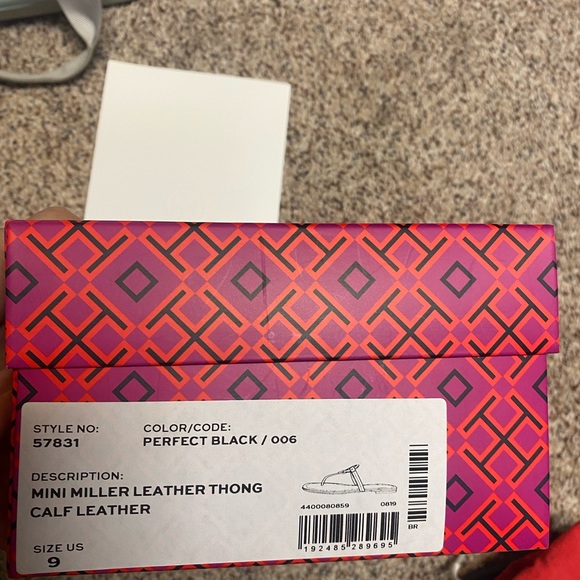 STYLE NO:
57831
COLOR/CODE:
PERFECT BLACK / 006
DESCRIPTION:
MINI MILLER LEATHER THONG
CALF LEATHER
SIZE US
9
4400080859 0819
192485289695
BR